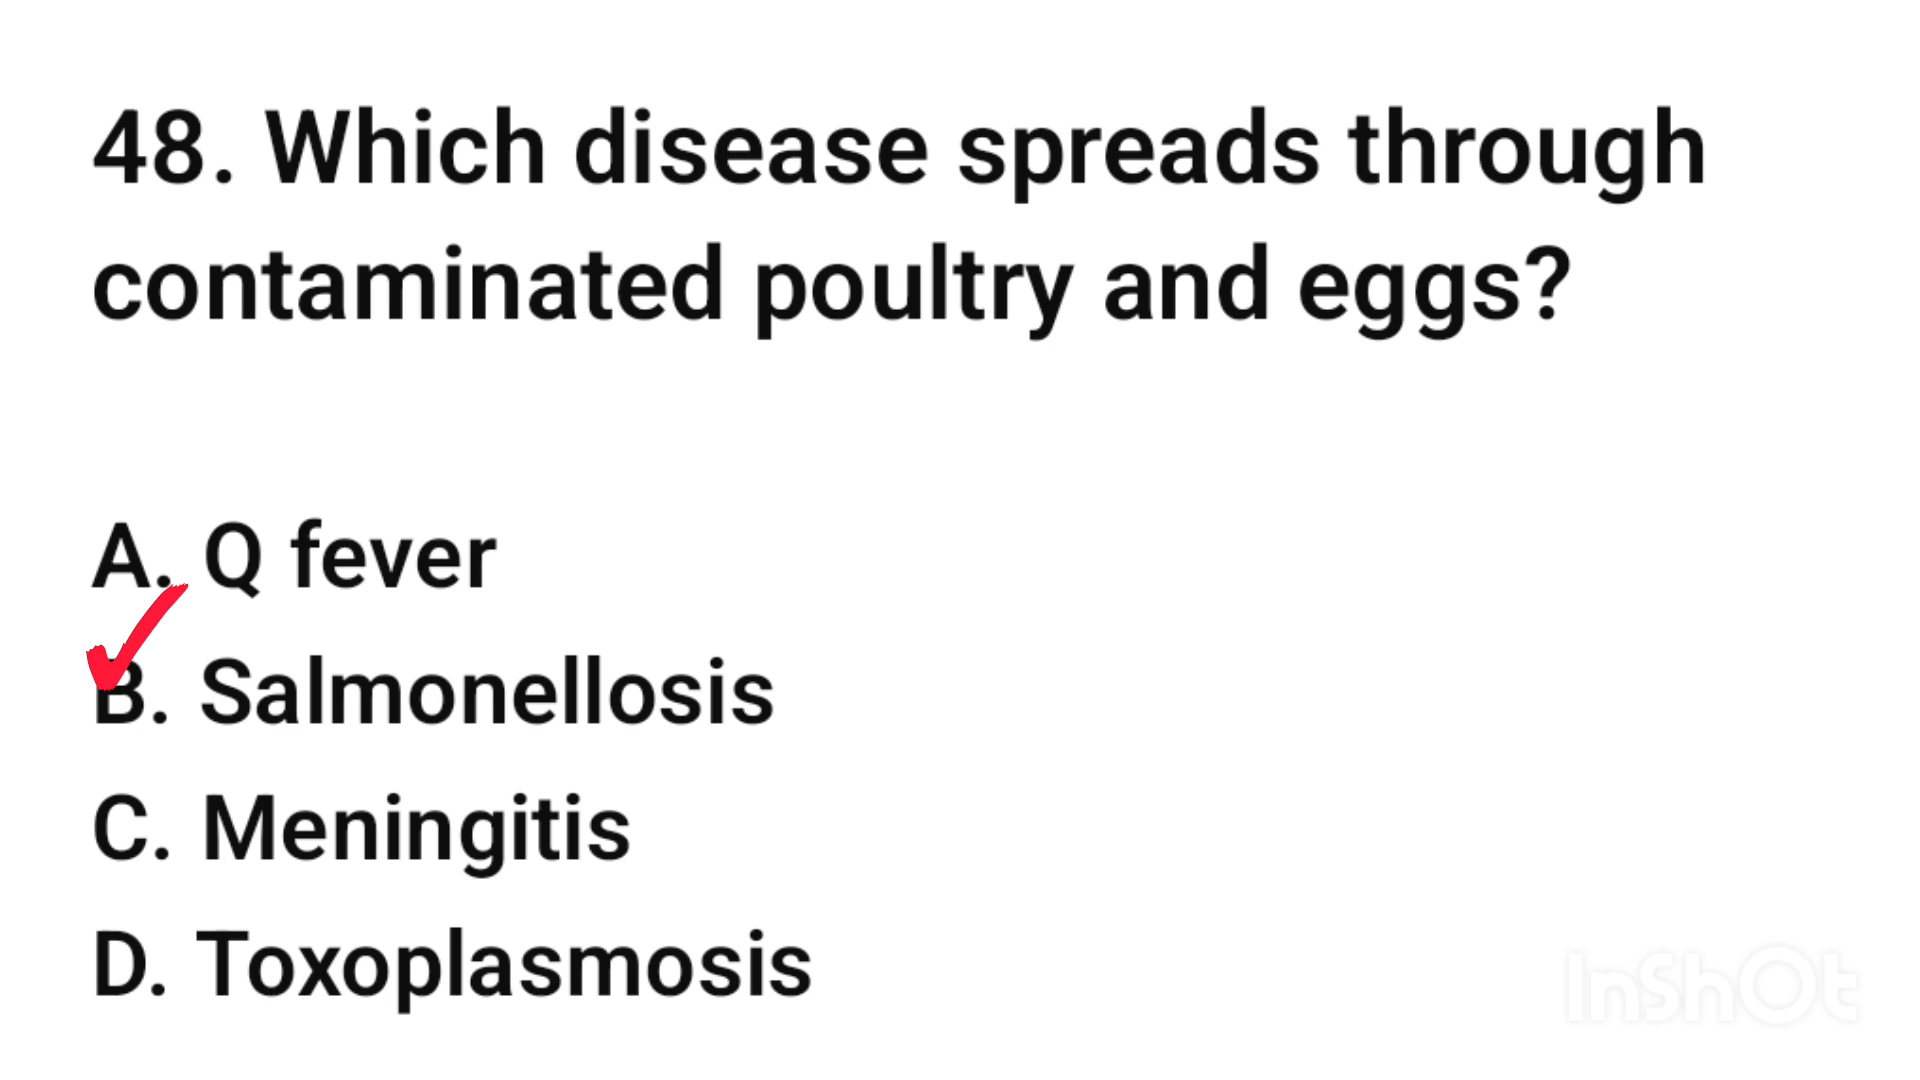 48. Which disease spreads through
contaminated poultry and eggs?
A. Q fever
B. Salmonellosis
C. Meningitis
D. Toxoplasmosis
InShOt